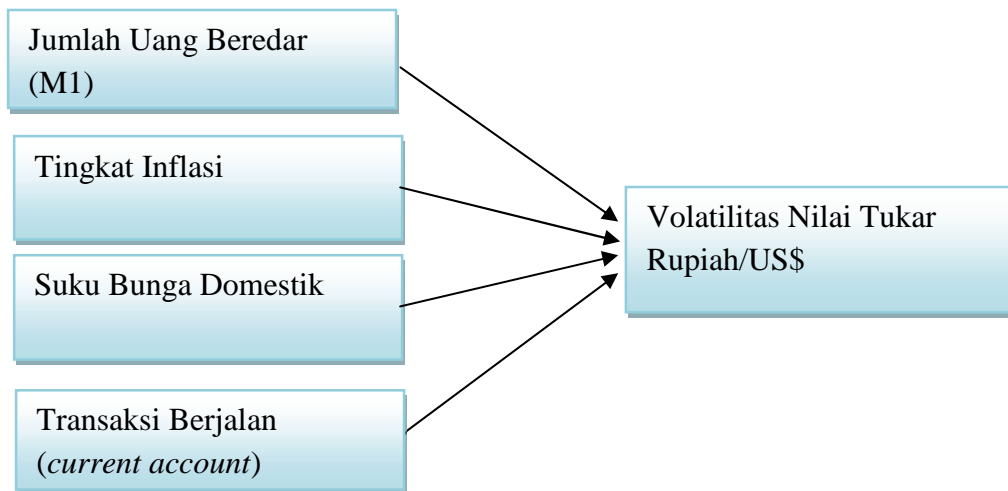 Jumlah Uang Beredar
(M1)
Tingkat Inflasi
Suku Bunga Domestik
Transaksi Berjalan
(current account)
Volatilitas Nilai Tukar
Rupiah/US$